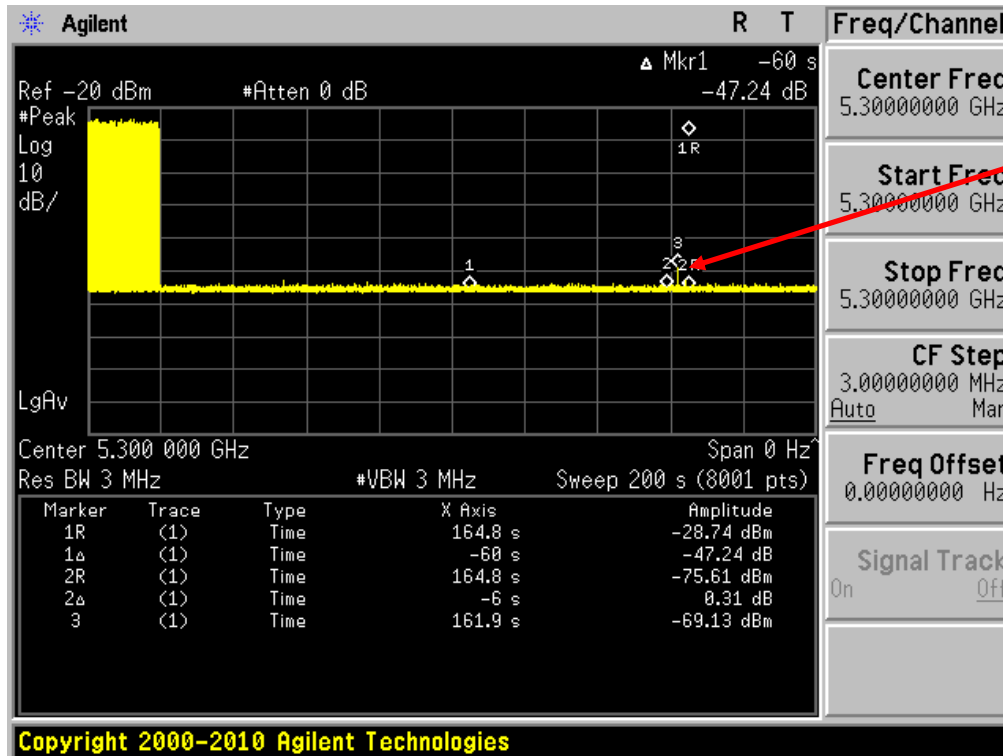 Agilent
R T
Freq/Channel
Δ Mkr1 -60 s
Ref -20 dBm #Atten 0 dB -47.24 dB
#Peak
Log
10
dB/
1R
3
2 2R
1
LgAv
Center 5.300 000 GHz Span 0 Hz^
Res BW 3 MHz #VBW 3 MHz Sweep 200 s (8001 pts)
Marker Trace Type X Axis Amplitude
1R (1) Time 164.8 s -28.74 dBm
1Δ (1) Time -60 s -47.24 dB
2R (1) Time 164.8 s -75.61 dBm
2Δ (1) Time -6 s 0.31 dB
3 (1) Time 161.9 s -69.13 dBm
Center Freq
5.30000000 GHz
Start Freq
5.30000000 GHz
Stop Freq
5.30000000 GHz
CF Step
3.00000000 MHz
Auto Man
Freq Offset
0.00000000 Hz
Signal Track
On Off
Copyright 2000-2010 Agilent Technologies